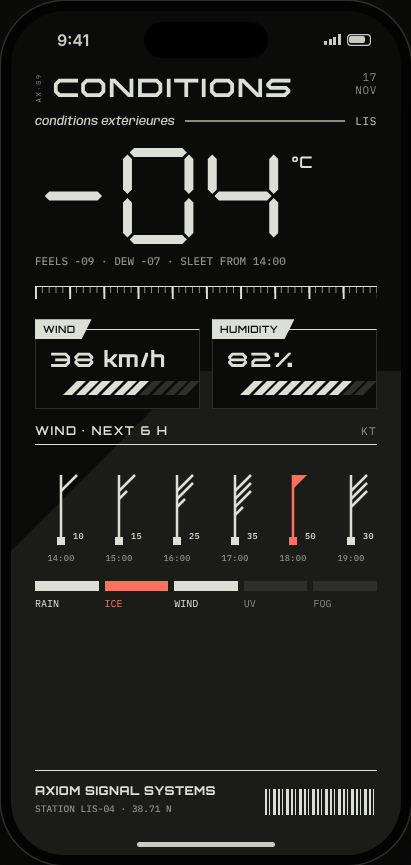 9:41
AX·09
CONDITIONS
17
NOV
conditions extérieures
LIS
-04 °C
FEELS -09 · DEW -07 · SLEET FROM 14:00
WIND
38 km/h
HUMIDITY
82%
WIND · NEXT 6 H
KT
10 15 25 35 50 30
14:00 15:00 16:00 17:00 18:00 19:00
RAIN ICE WIND UV FOG
AXIOM SIGNAL SYSTEMS
STATION LIS-04 · 38.71 N